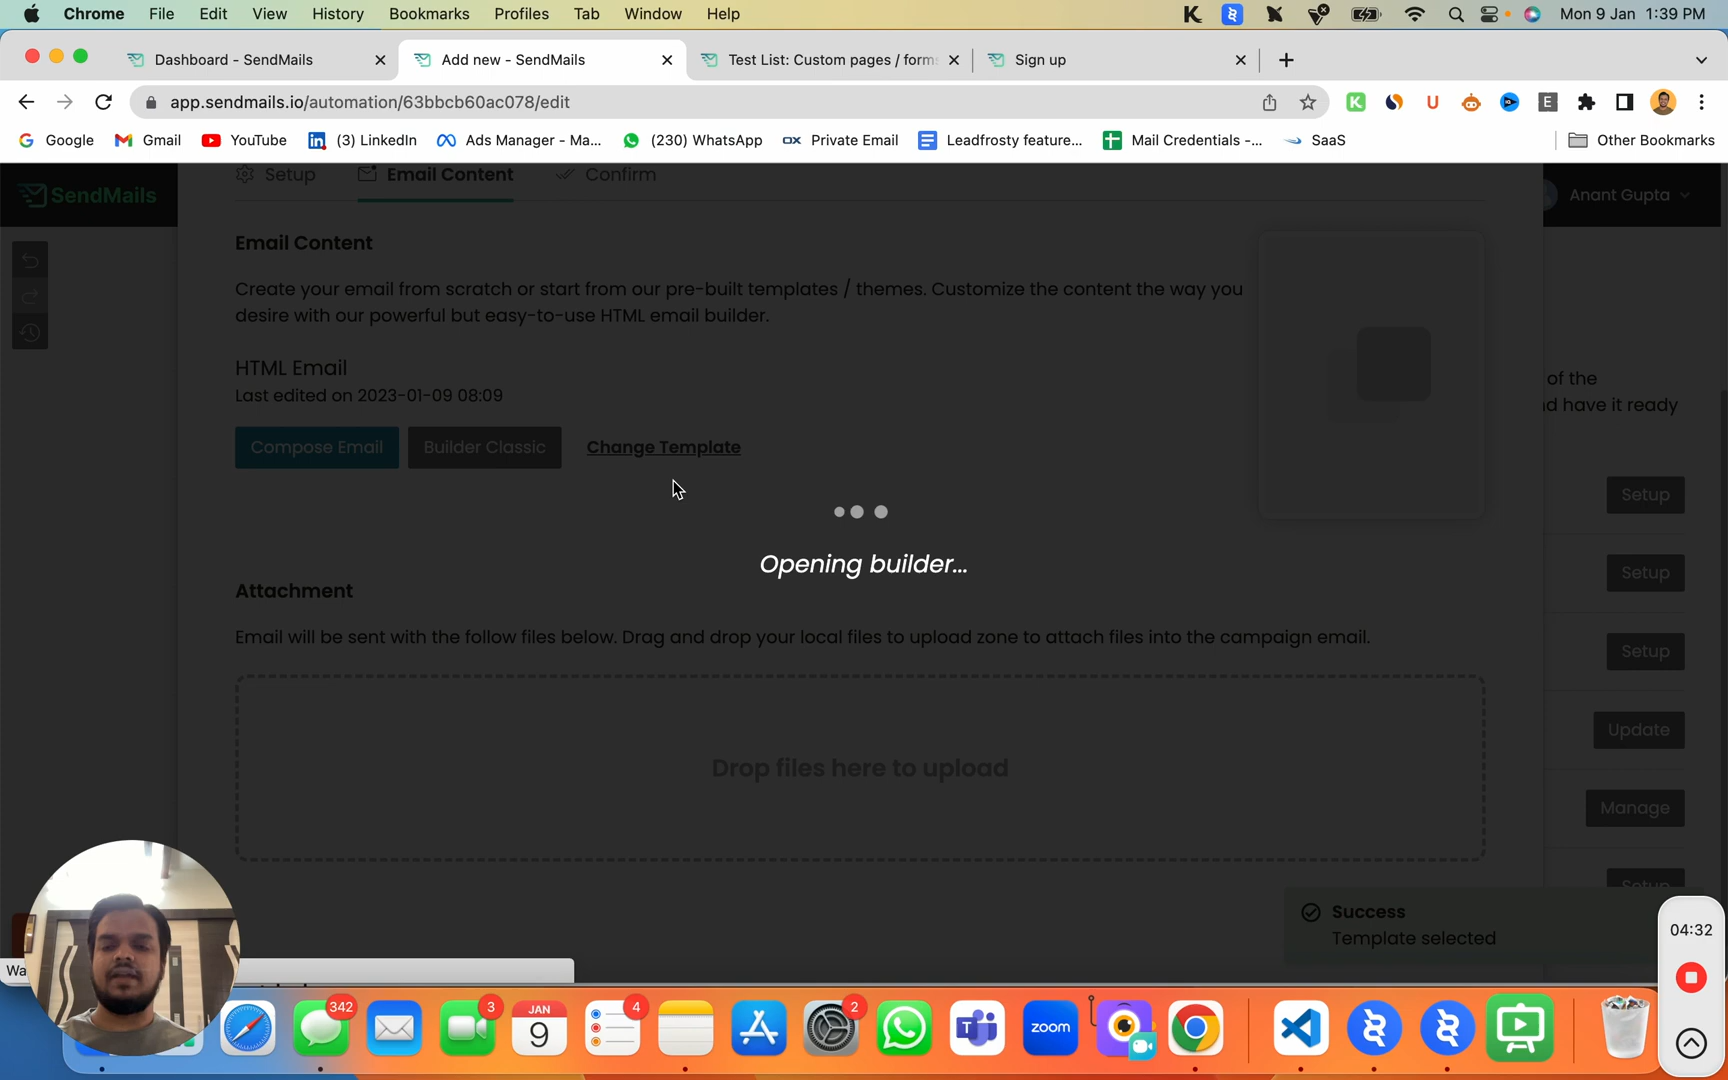 Chrome File Edit View History Bookmarks Profiles Tab Window Help Mon 9 Jan 1:39 PM
Dashboard - SendMails Add new - SendMails Test List: Custom pages / forms Sign up
app.sendmails.io/automation/63bbcb60ac078/edit
Google Gmail YouTube (3) LinkedIn Ads Manager - Ma... (230) WhatsApp Private Email Leadfrosty feature... Mail Credentials -... SaaS Other Bookmarks
Setup Email Content Confirm
SendMails Anant Gupta
Email Content
Create your email from scratch or start from our pre-built templates / themes. Customize the content the way you
desire with our powerful but easy-to-use HTML email builder.
HTML Email
Last edited on 2023-01-09 08:09
of the
have it ready
Compose Email Builder Classic Change Template
Setup
Opening builder...
Setup
Attachment
Email will be sent with the follow files below. Drag and drop your local files to upload zone to attach files into the campaign email.
Setup
Update
Drop files here to upload
Manage
Setup
Success
Template selected
04:32
342 3 JAN 9 4 2 zoom